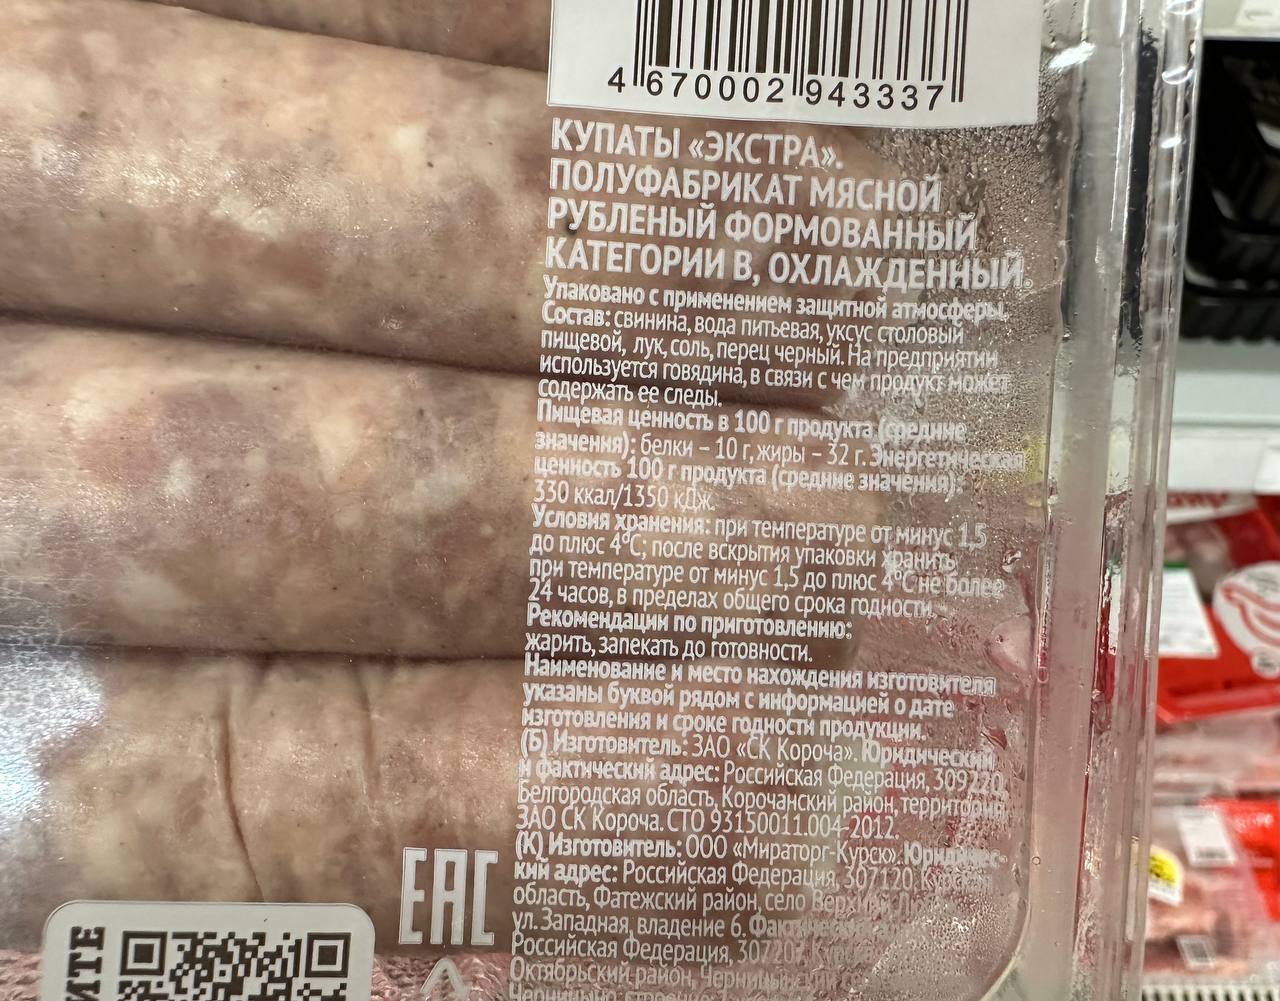 4 670002 943337
КУПАТЫ «ЭКСТРА».
ПОЛУФАБРИКАТ МЯСНОЙ
РУБЛЕНЫЙ ФОРМОВАННЫЙ
КАТЕГОРИИ В, ОХЛАЖДЕННЫЙ.
Упаковано с применением защитной атмосферы.
Состав: свинина, вода питьевая, уксус столовый
пищевой, лук, соль, перец черный. На предприятии
используется говядина, в связи с чем продукт может
содержать ее следы.
Пищевая ценность в 100 г продукта (средние
значения): белки – 10 г, жиры – 32 г. Энергетическая
ценность 100 г продукта (средние значения):
330 ккал/1350 кДж.
Условия хранения: при температуре от минус 1,5
до плюс 4°С; после вскрытия упаковки хранить
при температуре от минус 1,5 до плюс 4°С не более
24 часов, в пределах общего срока годности.
Рекомендации по приготовлению:
жарить, запекать до готовности.
Наименование и место нахождения изготовителя
указаны буквой рядом с информацией о дате
изготовления и сроке годности продукции.
(Б) Изготовитель: ЗАО «СК Короча». Юридический
и фактический адрес: Российская Федерация, 309220,
Белгородская область, Корочанский район, территория
ЗАО СК Короча. СТО 93150011.004-2012.
(К) Изготовитель: ООО «Мираторг-Курск». Юридичес-
кий адрес: Российская Федерация, 307120, Курская
область, Фатежский район, село Верхний
ул. Западная, владение 6. Фактический
Российская Федерация, 307207, Курская
Октябрьский район,
EAC